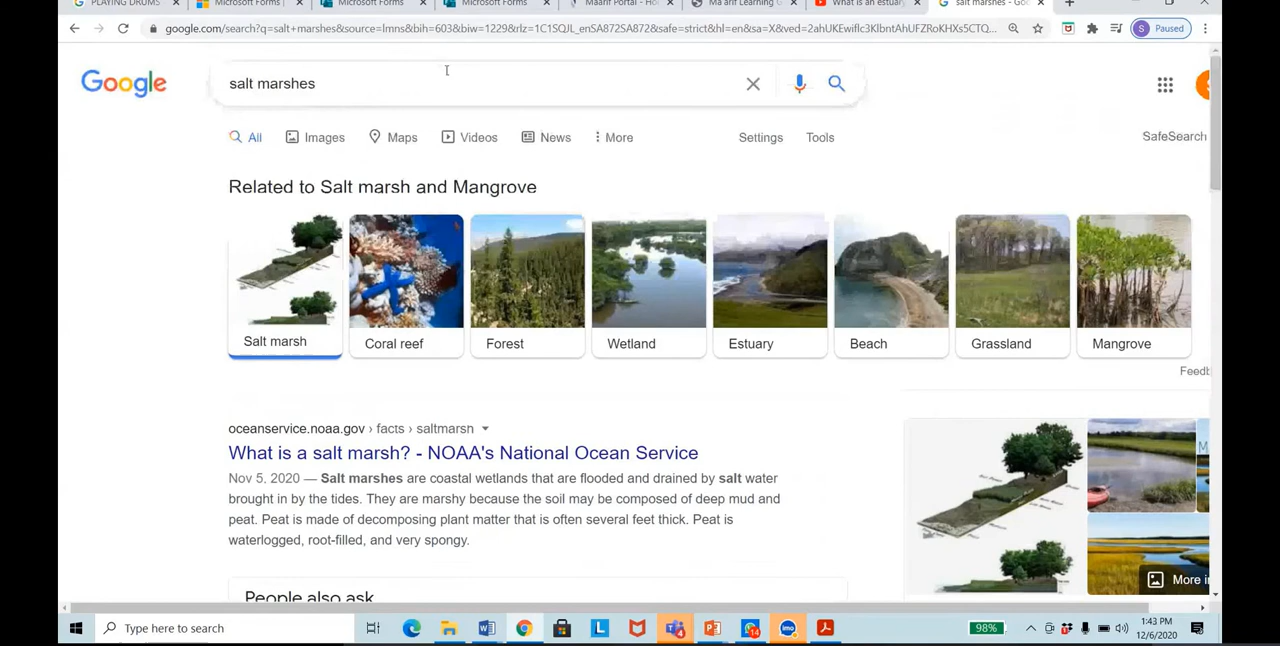 PLAYING DRUMS
Microsoft Forms
Microsoft Forms
Maarif Portal - Ho
Ma'arif Learning G
What is an estuary
salt marshes - Goo
google.com/search?q=salt+marshes&source=lmns&bih=603&biw=1229&rlz=1C1SQJL_enSA872SA872&safe=strict&hl=en&sa=X&ved=2ahUKEwiflc3KlbntAhUFZRoKHXs5CTQ...
Paused
Google
salt marshes
All
Images
Maps
Videos
News
More
Settings
Tools
SafeSearch
Related to Salt marsh and Mangrove
Salt marsh
Coral reef
Forest
Wetland
Estuary
Beach
Grassland
Mangrove
Feedb
oceanservice.noaa.gov › facts › saltmarsh
What is a salt marsh? - NOAA's National Ocean Service
Nov 5, 2020 — Salt marshes are coastal wetlands that are flooded and drained by salt water
brought in by the tides. They are marshy because the soil may be composed of deep mud and
peat. Peat is made of decomposing plant matter that is often several feet thick. Peat is
waterlogged, root-filled, and very spongy.
More i
People also ask
Type here to search
98%
1:43 PM
12/6/2020